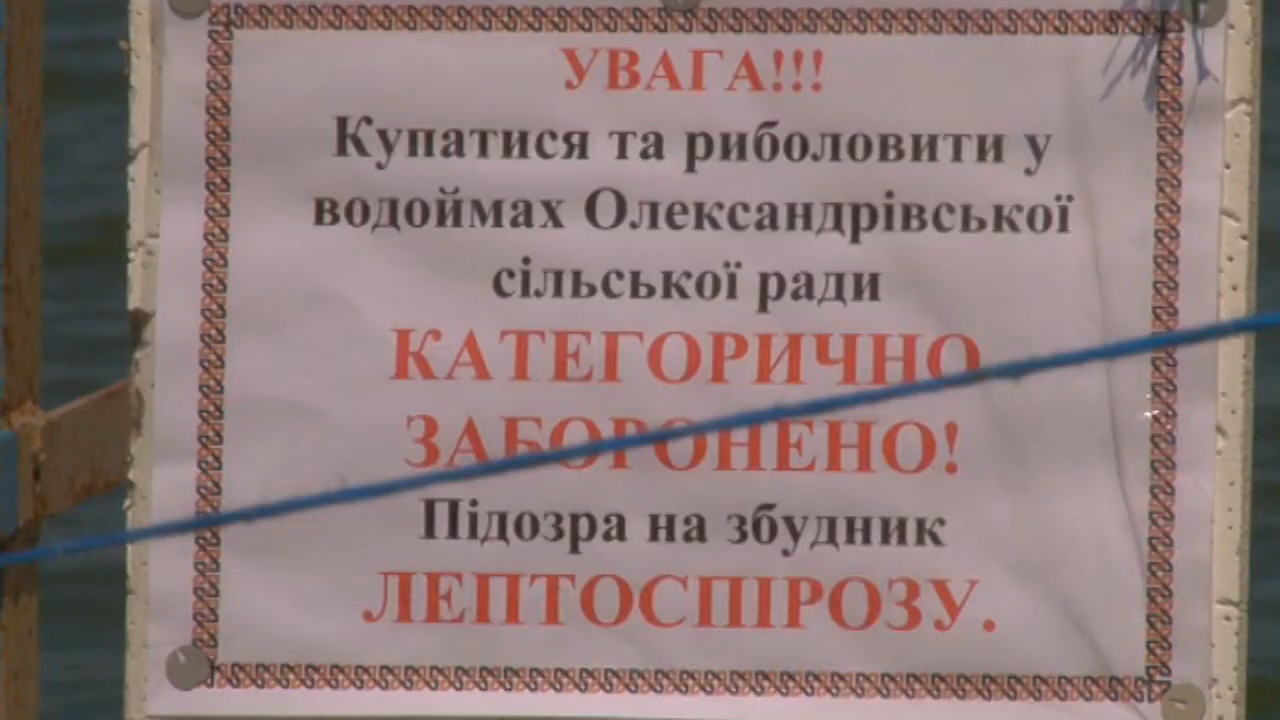 УВАГА!!!
Купатися та риболовити у
водоймах Олександрівської
сільської ради
КАТЕГОРИЧНО
ЗАБОРОНЕНО!
Підозра на збудник
ЛЕПТОСПІРОЗУ.